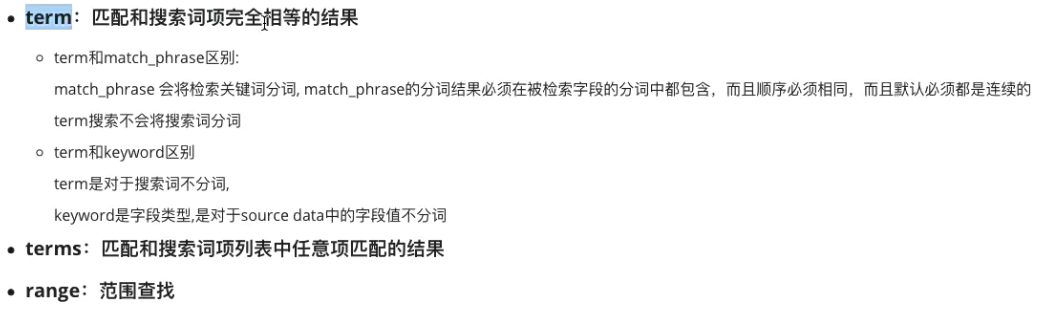 term：匹配和搜索词项完全相等的结果
term和match_phrase区别:
match_phrase 会将检索关键词分词, match_phrase的分词结果必须在被检索字段的分词中都包含，而且顺序必须相同，而且默认必须都是连续的
term搜索不会将搜索词分词
term和keyword区别
term是对于搜索词不分词,
keyword是字段类型,是对于source data中的字段值不分词
terms：匹配和搜索词项列表中任意项匹配的结果
range：范围查找